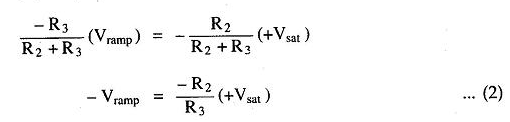 −R₃/(R₂ + R₃) (V_ramp) = − R₂/(R₂ + R₃) (+V_sat)
− V_ramp = −R₂/R₃ (+V_sat) ... (2)